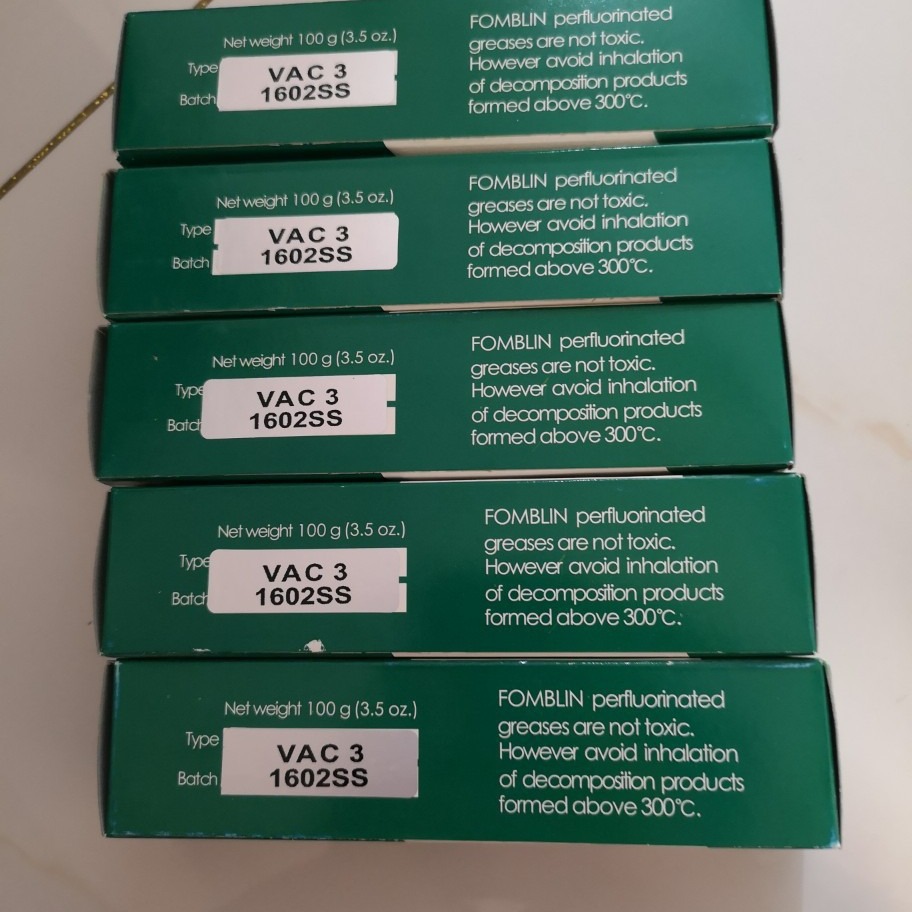 Net weight 100 g (3.5 oz.)
Type VAC 3
Batch 1602SS
FOMBLIN perfluorinated
greases are not toxic.
However avoid inhalation
of decomposition products
formed above 300°C.
Net weight 100 g (3.5 oz.)
Type VAC 3
Batch 1602SS
FOMBLIN perfluorinated
greases are not toxic.
However avoid inhalation
of decomposition products
formed above 300°C.
Net weight 100 g (3.5 oz.)
Type VAC 3
Batch 1602SS
FOMBLIN perfluorinated
greases are not toxic.
However avoid inhalation
of decomposition products
formed above 300°C.
Net weight 100 g (3.5 oz.)
Type VAC 3
Batch 1602SS
FOMBLIN perfluorinated
greases are not toxic.
However avoid inhalation
of decomposition products
formed above 300°C.
Net weight 100 g (3.5 oz.)
Type VAC 3
Batch 1602SS
FOMBLIN perfluorinated
greases are not toxic.
However avoid inhalation
of decomposition products
formed above 300°C.